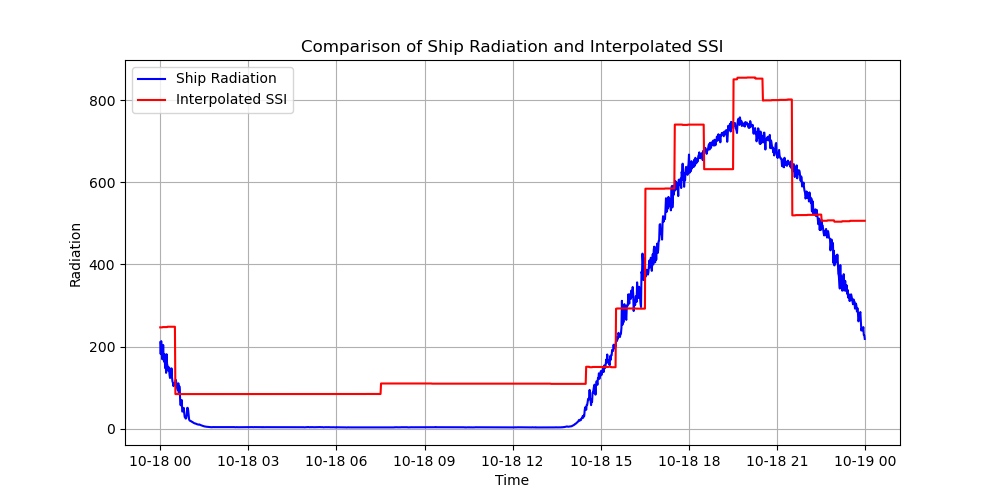 Comparison of Ship Radiation and Interpolated SSI
Ship Radiation
Interpolated SSI
Radiation
800
600
400
200
0
10-18 00
10-18 03
10-18 06
10-18 09
10-18 12
10-18 15
10-18 18
10-18 21
10-19 00
Time